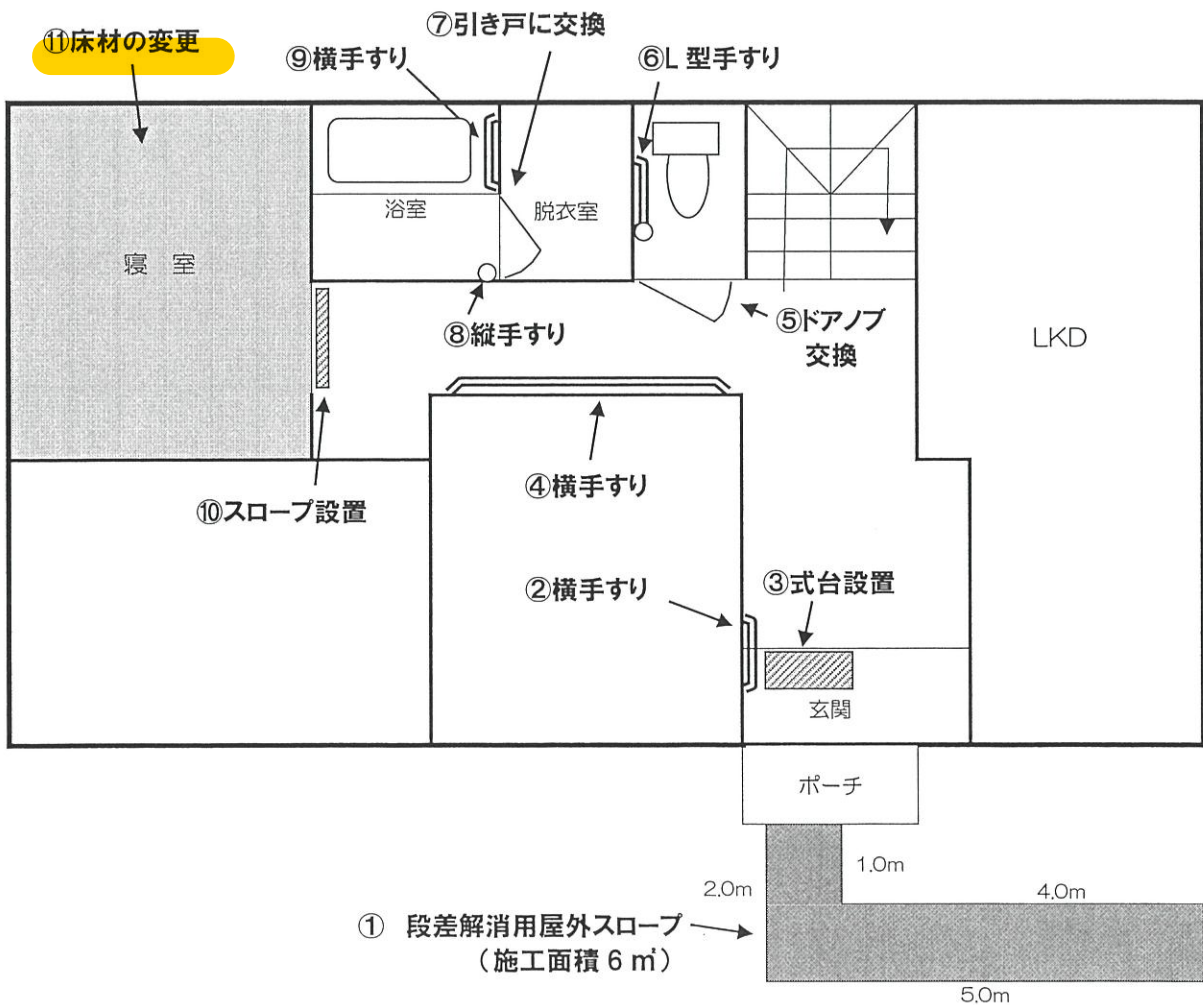 ⑪床材の変更
⑦引き戸に交換
⑨横手すり
⑥L 型手すり
浴室
脱衣室
寝 室
⑧縦手すり
⑤ドアノブ
交換
LKD
④横手すり
⑩スロープ設置
②横手すり
③式台設置
玄関
ポーチ
1.0m
2.0m
4.0m
① 段差解消用屋外スロープ
(施工面積 6 ㎡)
5.0m